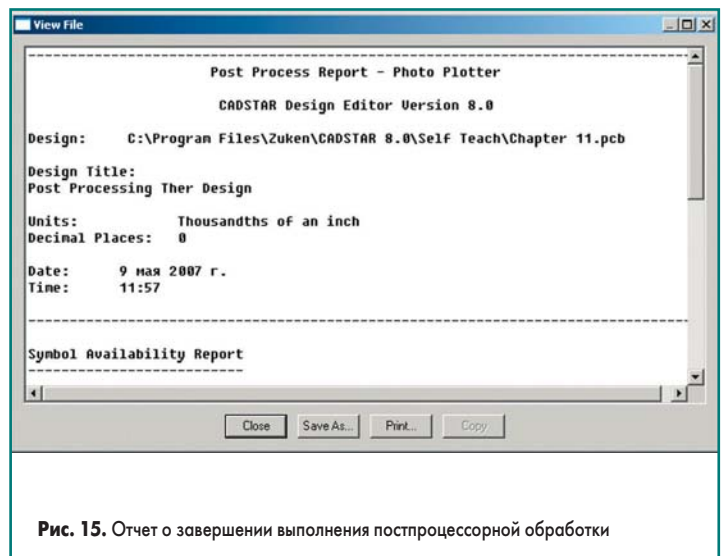 View File
Post Process Report - Photo Plotter
CADSTAR Design Editor Version 8.0
Design: C:\Program Files\Zuken\CADSTAR 8.0\Self Teach\Chapter 11.pcb
Design Title:
Post Processing Ther Design
Units: Thousandths of an inch
Decimal Places: 0
Date: 9 мая 2007 г.
Time: 11:57
Symbol Availability Report
Close Save As... Print... Copy
Рис. 15. Отчет о завершении выполнения постпроцессорной обработки